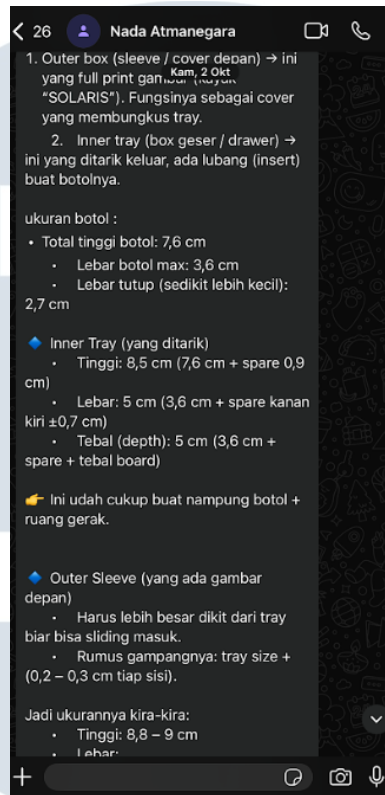 26
Nada Atmanegara
1. Outer box (sleeve / cover depan) → ini
Kam, 2 Okt
yang full print gambar (kayak
“SOLARIS”). Fungsinya sebagai cover
yang membungkus tray.
2. Inner tray (box geser / drawer) →
ini yang ditarik keluar, ada lubang (insert)
buat botolnya.
ukuran botol :
• Total tinggi botol: 7,6 cm
• Lebar botol max: 3,6 cm
• Lebar tutup (sedikit lebih kecil):
2,7 cm
🔷 Inner Tray (yang ditarik)
• Tinggi: 8,5 cm (7,6 cm + spare 0,9
cm)
• Lebar: 5 cm (3,6 cm + spare kanan
kiri ±0,7 cm)
• Tebal (depth): 5 cm (3,6 cm +
spare + tebal board)
👉 Ini udah cukup buat nampung botol +
ruang gerak.
🔷 Outer Sleeve (yang ada gambar
depan)
• Harus lebih besar dikit dari tray
biar bisa sliding masuk.
• Rumus gampangnya: tray size +
(0,2 – 0,3 cm tiap sisi).
Jadi ukurannya kira-kira:
• Tinggi: 8,8 – 9 cm
• Lebar: